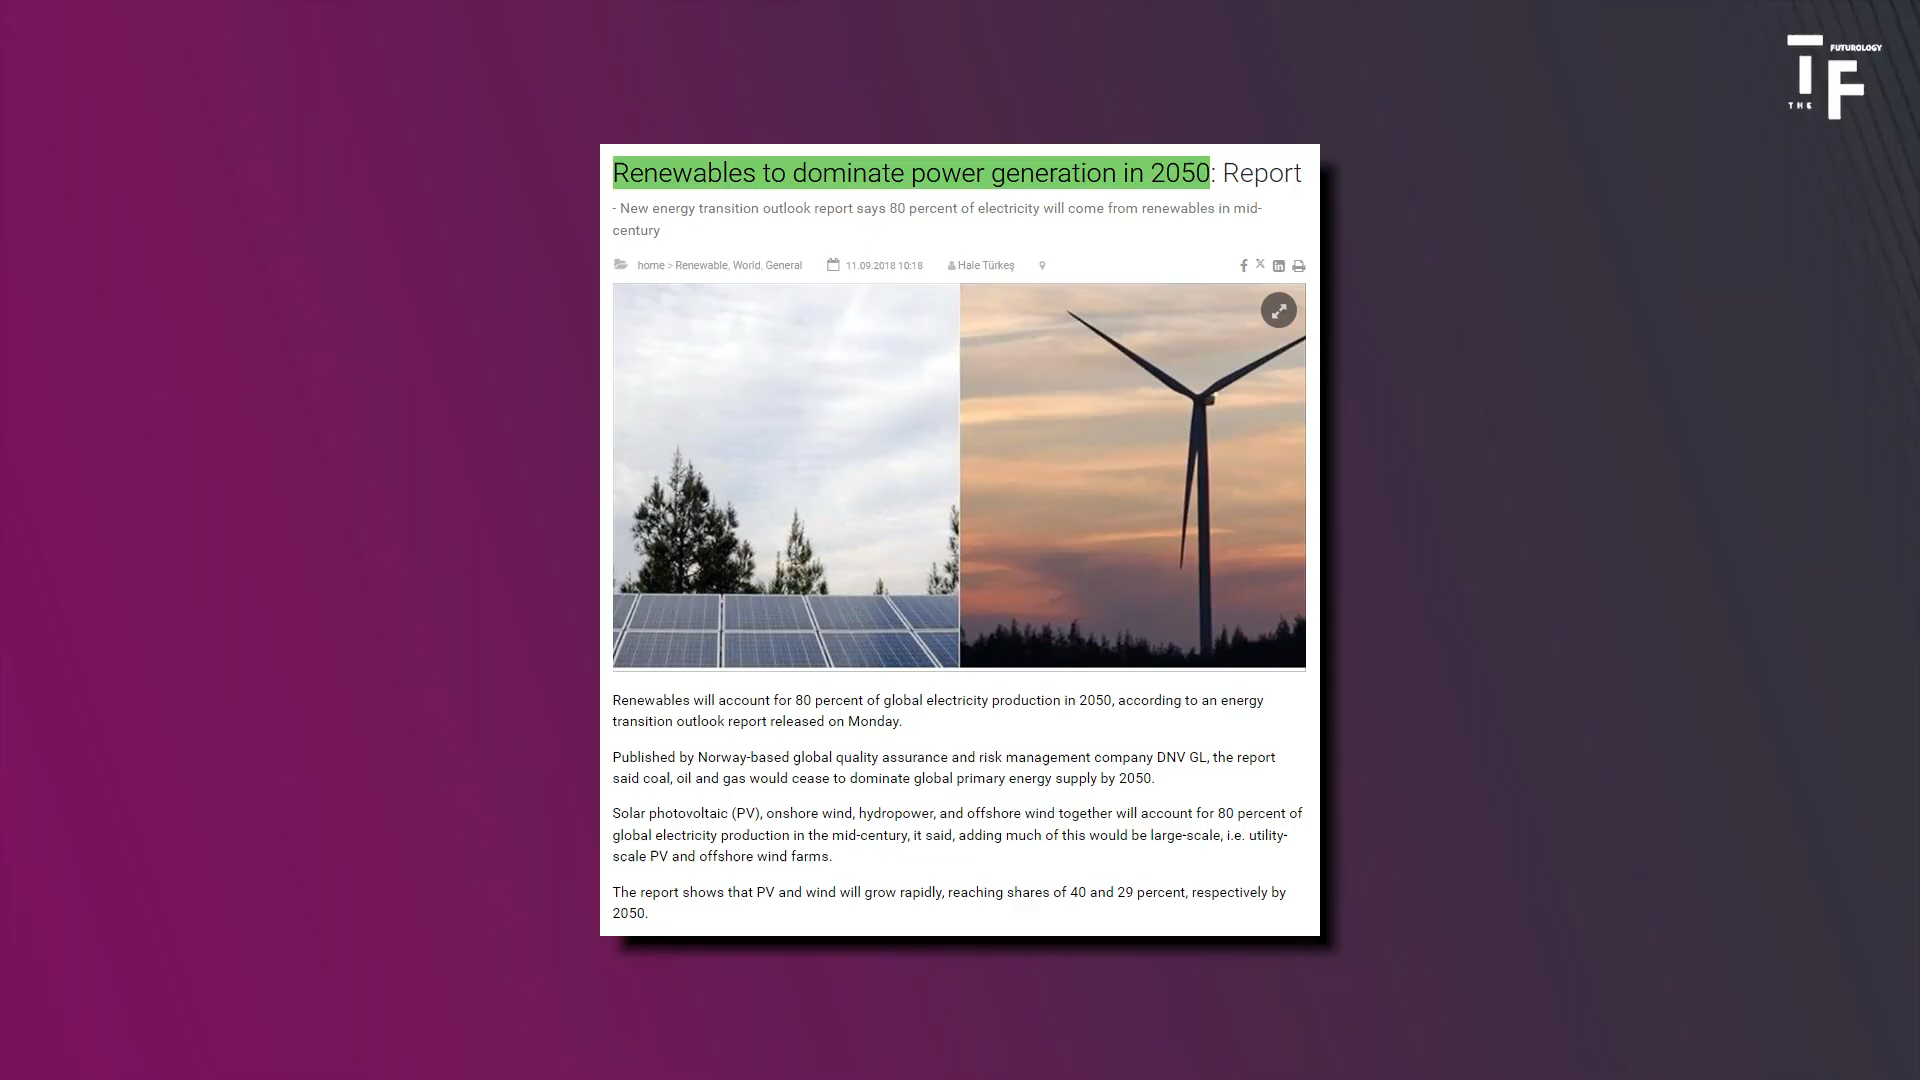 FUTUROLOGY
TF
THE
Renewables to dominate power generation in 2050: Report
- New energy transition outlook report says 80 percent of electricity will come from renewables in mid-
century
home > Renewable, World, General 11.09.2018 10:18 Hale Türkeş
Renewables will account for 80 percent of global electricity production in 2050, according to an energy
transition outlook report released on Monday.
Published by Norway-based global quality assurance and risk management company DNV GL, the report
said coal, oil and gas would cease to dominate global primary energy supply by 2050.
Solar photovoltaic (PV), onshore wind, hydropower, and offshore wind together will account for 80 percent of
global electricity production in the mid-century, it said, adding much of this would be large-scale, i.e. utility-
scale PV and offshore wind farms.
The report shows that PV and wind will grow rapidly, reaching shares of 40 and 29 percent, respectively by
2050.